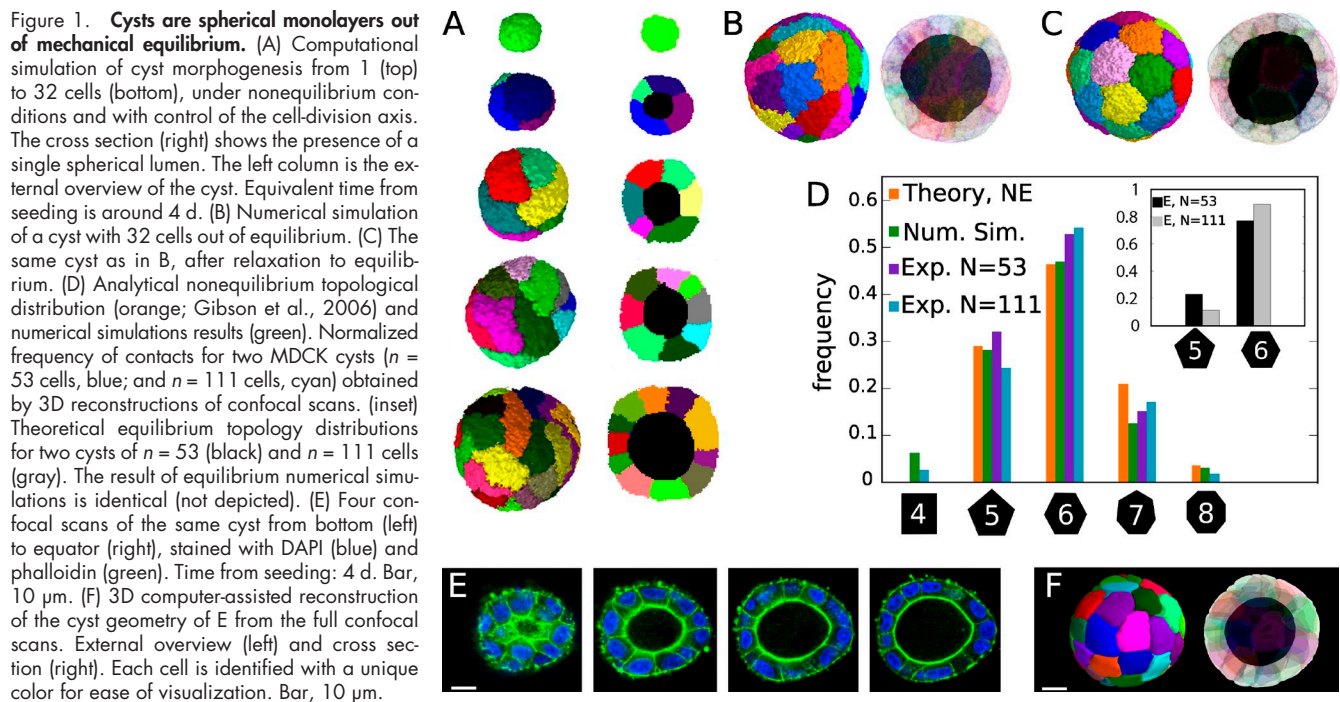 Figure 1. Cysts are spherical monolayers out
of mechanical equilibrium. (A) Computational
simulation of cyst morphogenesis from 1 (top)
to 32 cells (bottom), under nonequilibrium con-
ditions and with control of the cell-division axis.
The cross section (right) shows the presence of a
single spherical lumen. The left column is the ex-
ternal overview of the cyst. Equivalent time from
seeding is around 4 d. (B) Numerical simulation
of a cyst with 32 cells out of equilibrium. (C) The
same cyst as in B, after relaxation to equilib-
rium. (D) Analytical nonequilibrium topological
distribution (orange; Gibson et al., 2006) and
numerical simulations results (green). Normalized
frequency of contacts for two MDCK cysts (n =
53 cells, blue; and n = 111 cells, cyan) obtained
by 3D reconstructions of confocal scans. (inset)
Theoretical equilibrium topology distributions
for two cysts of n = 53 (black) and n = 111 cells
(gray). The result of equilibrium numerical simu-
lations is identical (not depicted). (E) Four con-
focal scans of the same cyst from bottom (left)
to equator (right), stained with DAPI (blue) and
phalloidin (green). Time from seeding: 4 d. Bar,
10 µm. (F) 3D computer-assisted reconstruction
of the cyst geometry of E from the full confocal
scans. External overview (left) and cross sec-
tion (right). Each cell is identified with a unique
color for ease of visualization. Bar, 10 µm.
A
B
C
D
frequency
0.6
0.5
0.4
0.3
0.2
0.1
0
Theory, NE
Num. Sim.
Exp. N=53
Exp. N=111
4
5
6
7
8
1
0.8
0.6
0.4
0.2
0
E, N=53
E, N=111
5
6
E
F